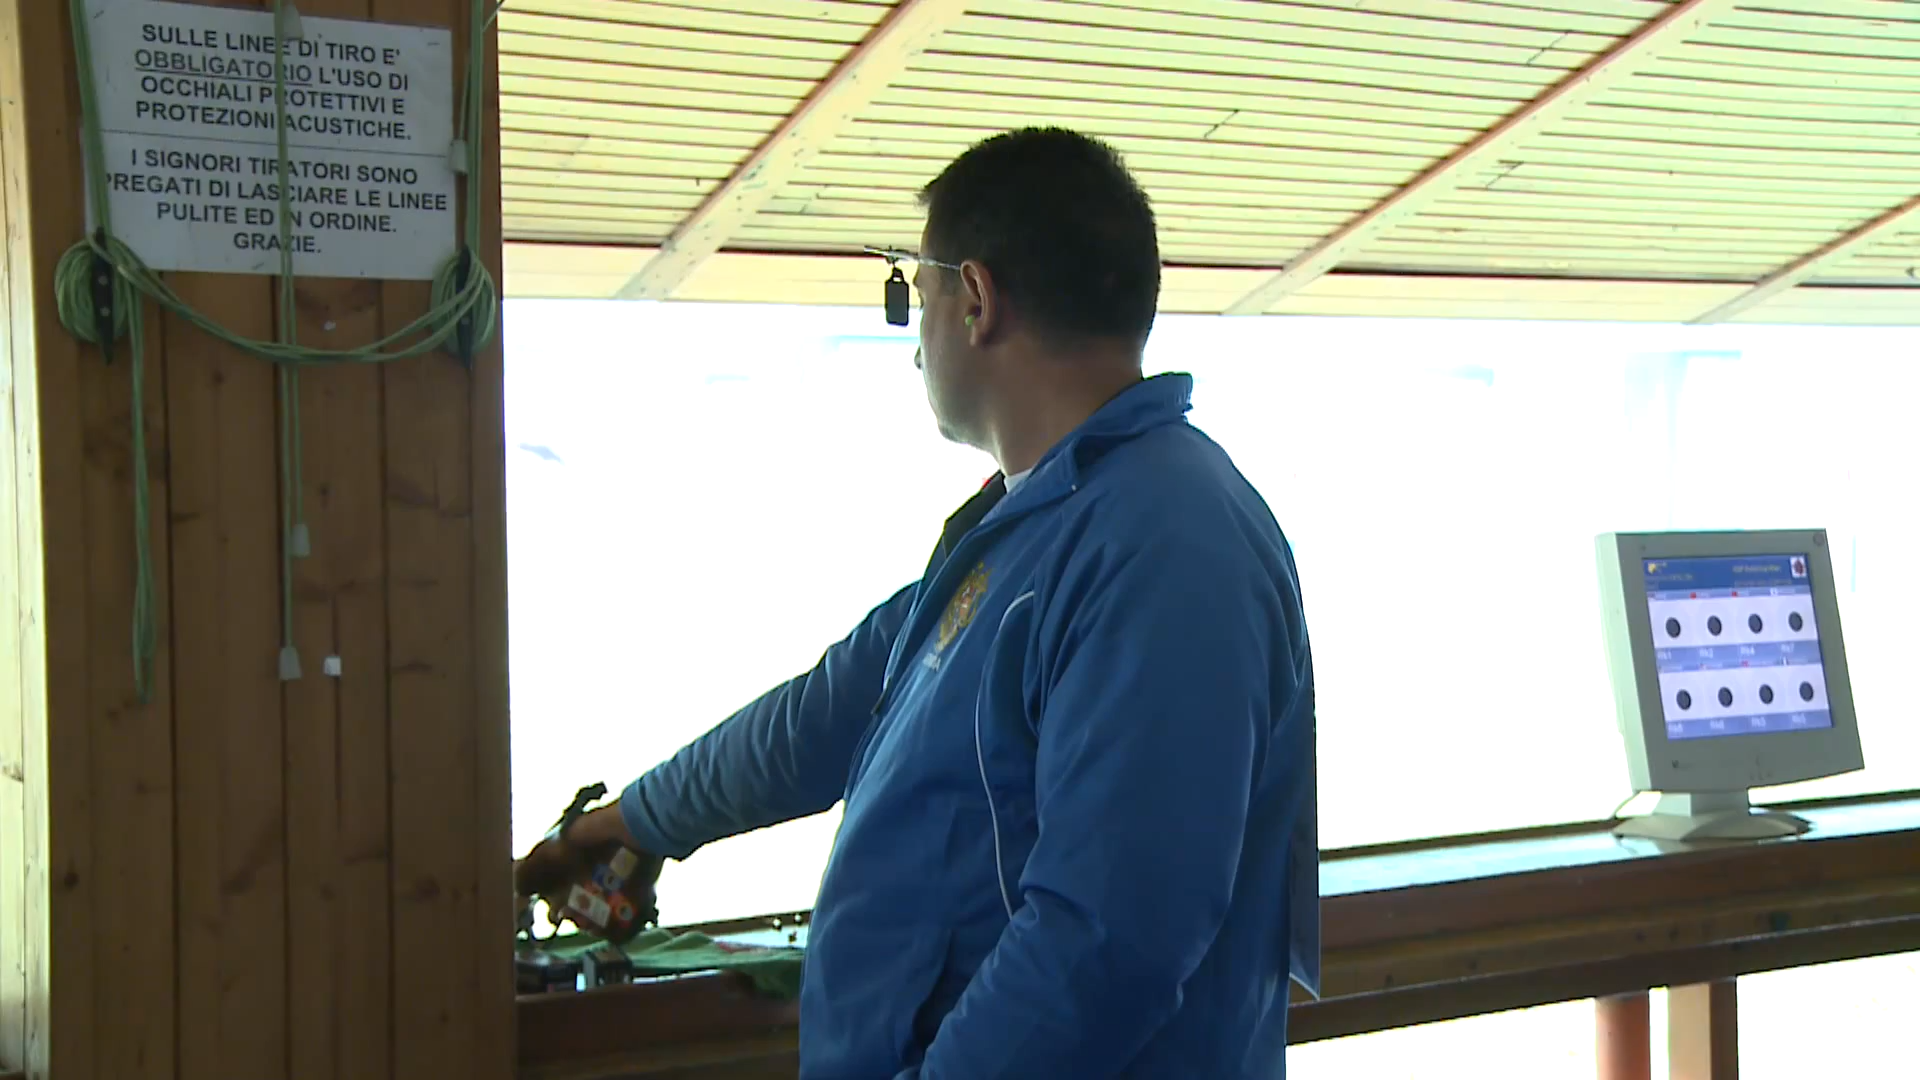 SULLE LINEE DI TIRO E'
OBBLIGATORIO L'USO DI
OCCHIALI PROTETTIVI E
PROTEZIONI ACUSTICHE.
I SIGNORI TIRATORI SONO
PREGATI DI LASCIARE LE LINEE
PULITE ED IN ORDINE.
GRAZIE.